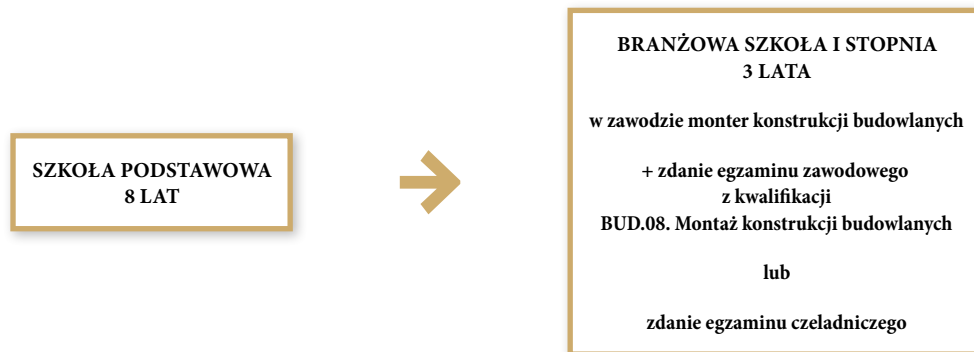 SZKOŁA PODSTAWOWA
8 LAT
BRANŻOWA SZKOŁA I STOPNIA
3 LATA
w zawodzie monter konstrukcji budowlanych
+ zdanie egzaminu zawodowego
z kwalifikacji
BUD.08. Montaż konstrukcji budowlanych
lub
zdanie egzaminu czeladniczego